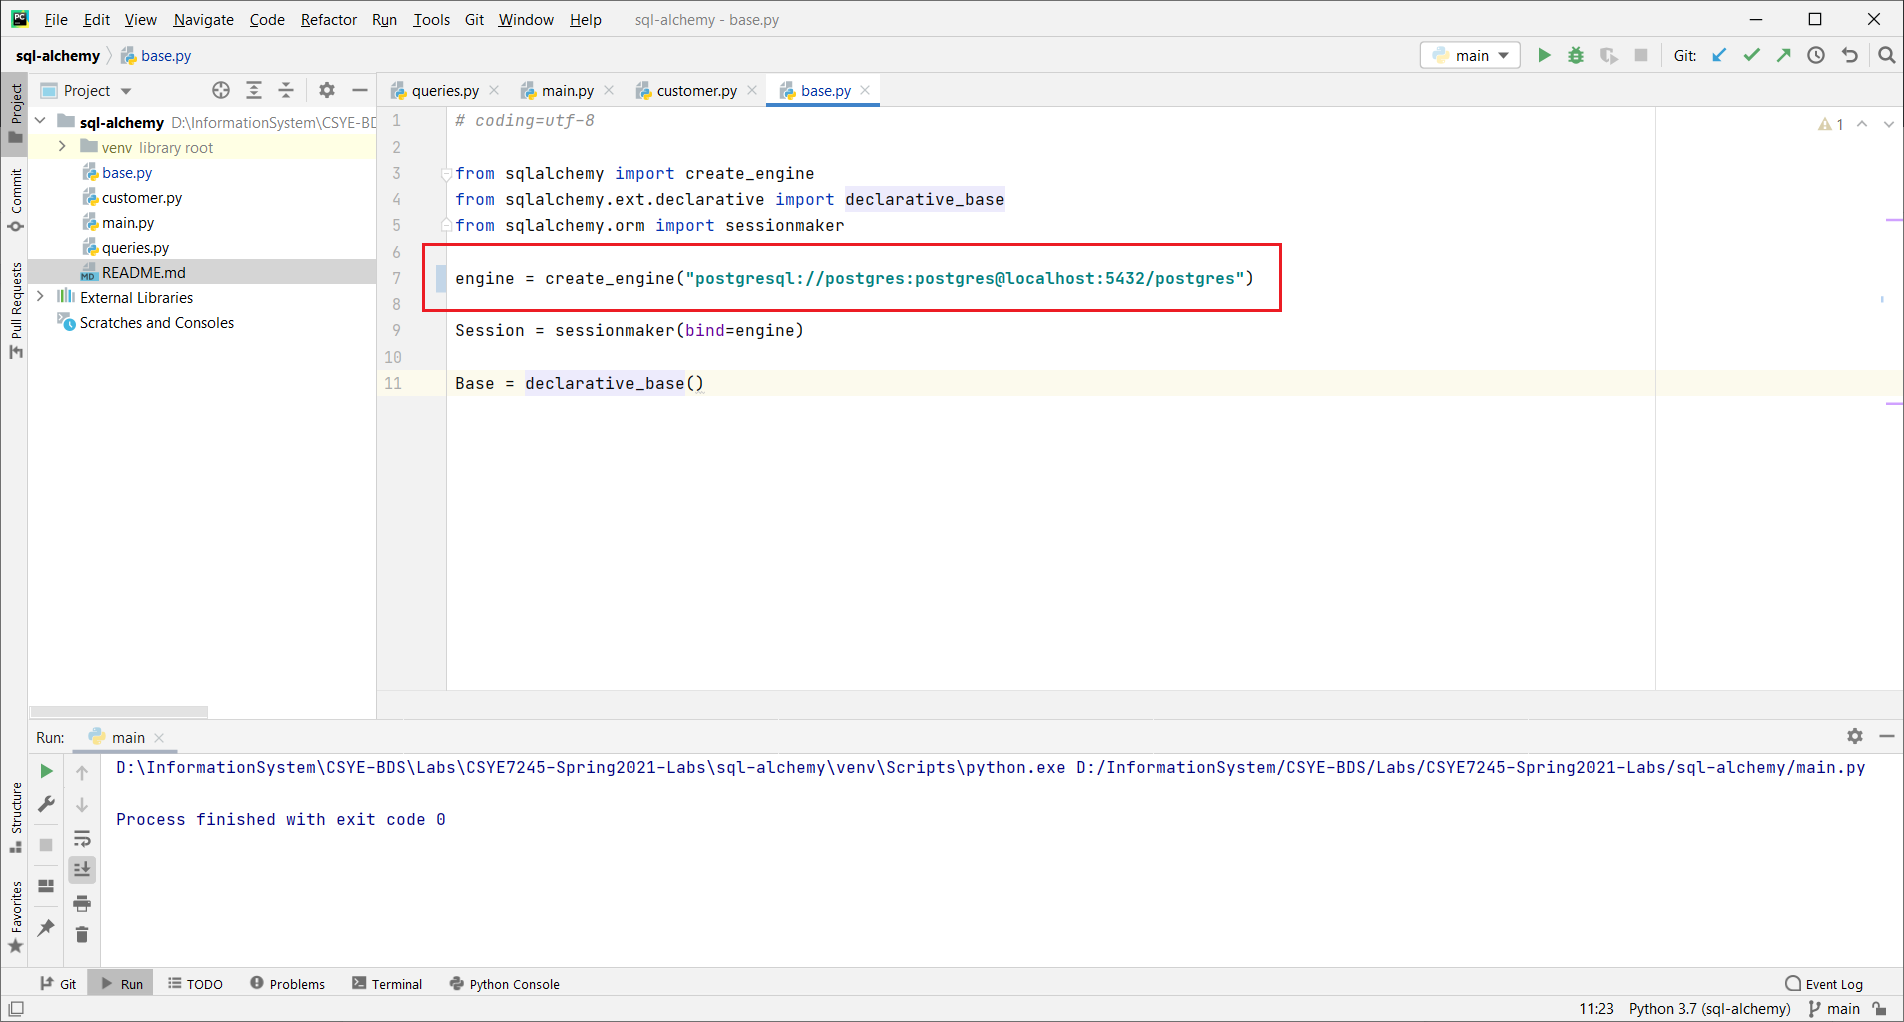 File Edit View Navigate Code Refactor Run Tools Git Window Help sql-alchemy - base.py
sql-alchemy base.py main Git:
Project
queries.py main.py customer.py base.py
sql-alchemy D:\InformationSystem\CSYE-BD
venv library root
base.py
customer.py
main.py
queries.py
MD README.md
External Libraries
Scratches and Consoles
Project
Commit
Pull Requests
Structure
Favorites
1 # coding=utf-8
2
3 from sqlalchemy import create_engine
4 from sqlalchemy.ext.declarative import declarative_base
5 from sqlalchemy.orm import sessionmaker
6
7 engine = create_engine("postgresql://postgres:postgres@localhost:5432/postgres")
8
9 Session = sessionmaker(bind=engine)
10
11 Base = declarative_base()
1
Run: main
D:\InformationSystem\CSYE-BDS\Labs\CSYE7245-Spring2021-Labs\sql-alchemy\venv\Scripts\python.exe D:/InformationSystem/CSYE-BDS/Labs/CSYE7245-Spring2021-Labs/sql-alchemy/main.py
Process finished with exit code 0
Git Run TODO Problems Terminal Python Console Event Log
11:23 Python 3.7 (sql-alchemy) main